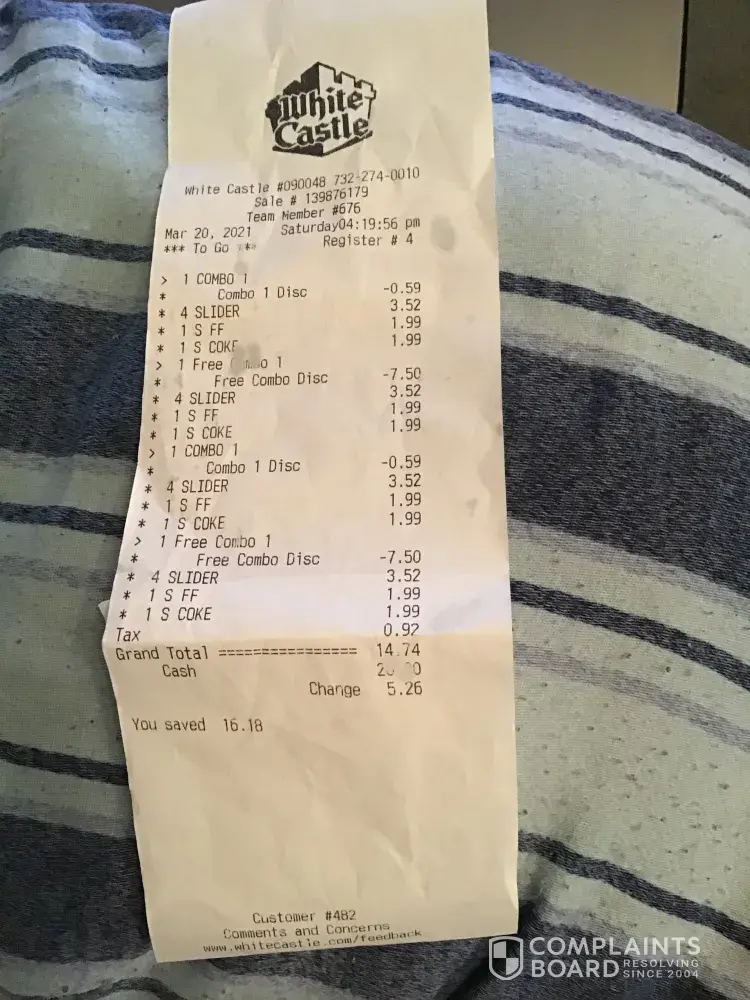 White
Castle
White Castle #090048 732-274-0010
Sale # 139876179
Team Member #676
Mar 20, 2021 Saturday04:19:56 pm
*** To Go *** Register # 4
> 1 COMBO 1
* Combo 1 Disc -0.59
* 4 SLIDER 3.52
* 1 S FF 1.99
* 1 S COKE 1.99
> 1 Free 1
* Free Combo Disc -7.50
* 4 SLIDER 3.52
* 1 S FF 1.99
* 1 S COKE 1.99
> 1 COMBO 1
* Combo 1 Disc -0.59
* 4 SLIDER 3.52
* 1 S FF 1.99
* 1 S COKE 1.99
> 1 Free Combo 1
* Free Combo Disc -7.50
* 4 SLIDER 3.52
* 1 S FF 1.99
* 1 S COKE 1.99
Tax 0.92
Grand Total ================ 14.74
Cash
Change 5.26
You saved 16.18
Customer #482
Comments and Concerns
www.whitecastle.com/feedback
COMPLAINTS
BOARD RESOLVING SINCE 2004